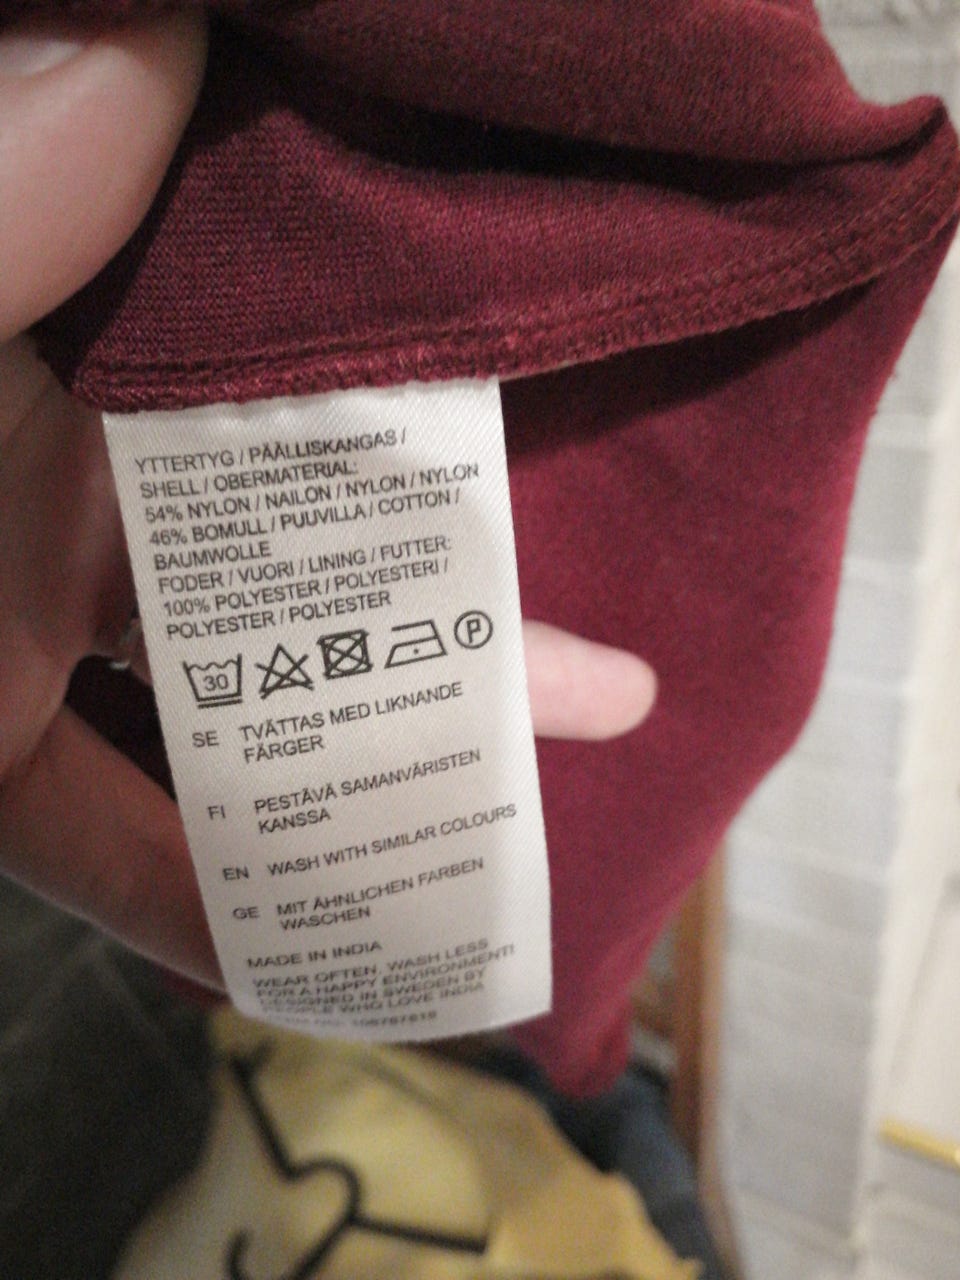 YTTERTYG / PÄÄLLISKANGAS /
SHELL / OBERMATERIAL:
54% NYLON / NAILON / NYLON / NYLON
46% BOMULL / PUUVILLA / COTTON /
BAUMWOLLE
FODER / VUORI / LINING / FUTTER:
100% POLYESTER / POLYESTERI /
POLYESTER / POLYESTER
30 P
SE TVÄTTAS MED LIKNANDE
FÄRGER
FI PESTÄVÄ SAMANVÄRISTEN
KANSSA
EN WASH WITH SIMILAR COLOURS
GE MIT ÄHNLICHEN FARBEN
WASCHEN
MADE IN INDIA
WEAR OFTEN, WASH LESS
FOR A HAPPY ENVIRONMENT!
DESIGNED IN SWEDEN BY
PEOPLE WHO LOVE INDIA